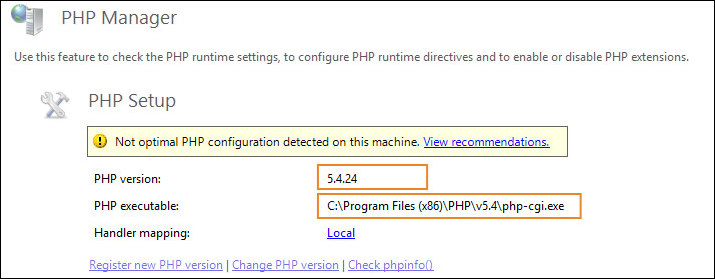 PHP Manager
Use this feature to check the PHP runtime settings, to configure PHP runtime directives and to enable or disable PHP extensions.
PHP Setup
Not optimal PHP configuration detected on this machine. View recommendations.
PHP version: 5.4.24
PHP executable: C:\Program Files (x86)\PHP\v5.4\php-cgi.exe
Handler mapping: Local
Register new PHP version | Change PHP version | Check phpinfo()